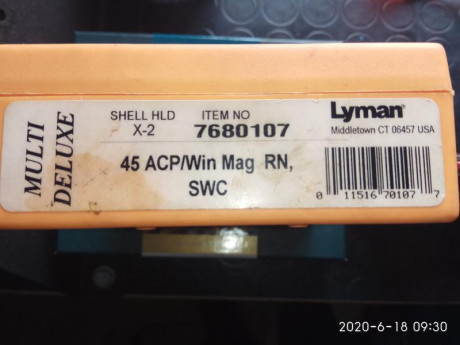 MULTI
DELUXE
SHELL HLD
X-2
ITEM NO
7680107
Lyman®
Middletown CT 06457 USA
45 ACP/Win Mag RN,
SWC
0 11516 70107 7
2020-6-18 09:30